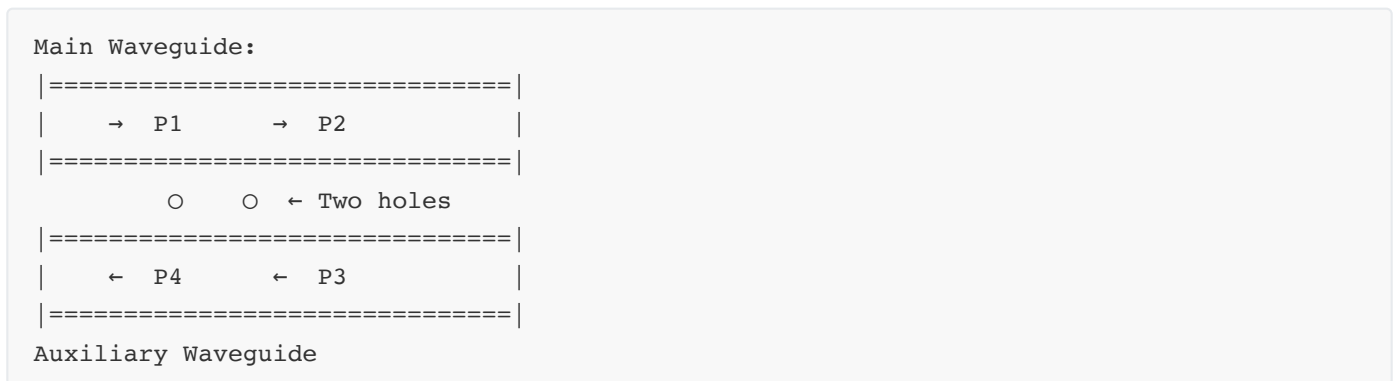 Main Waveguide:
|===============================|
|    →  P1      →  P2           |
|===============================|
         ○    ○  ← Two holes
|===============================|
|    ←  P4      ←  P3           |
|===============================|
Auxiliary Waveguide